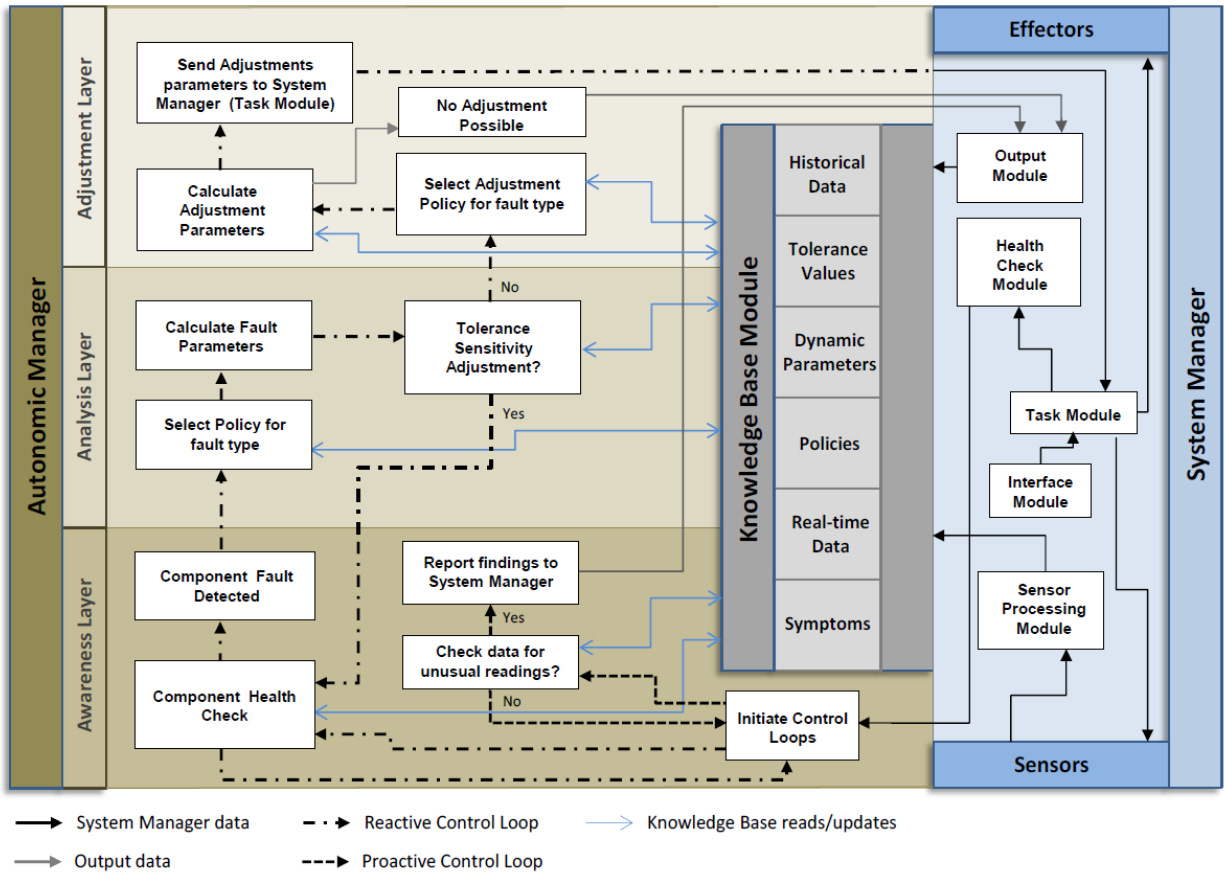 Autonomic Manager
Adjustment Layer
Send Adjustments
parameters to System
Manager (Task Module)
No Adjustment
Possible
Calculate
Adjustment
Parameters
Select Adjustment
Policy for fault type
No
Analysis Layer
Calculate Fault
Parameters
Tolerance
Sensitivity
Adjustment?
Yes
Select Policy for
fault type
Awareness Layer
Component Fault
Detected
Report findings to
System Manager
Yes
Check data for
unusual readings?
No
Component Health
Check
Initiate Control
Loops
Knowledge Base Module
Historical
Data
Tolerance
Values
Dynamic
Parameters
Policies
Real-time
Data
Symptoms
Effectors
Output
Module
Health
Check
Module
Task Module
Interface
Module
Sensor
Processing
Module
Sensors
System Manager
System Manager data
Reactive Control Loop
Knowledge Base reads/updates
Output data
Proactive Control Loop